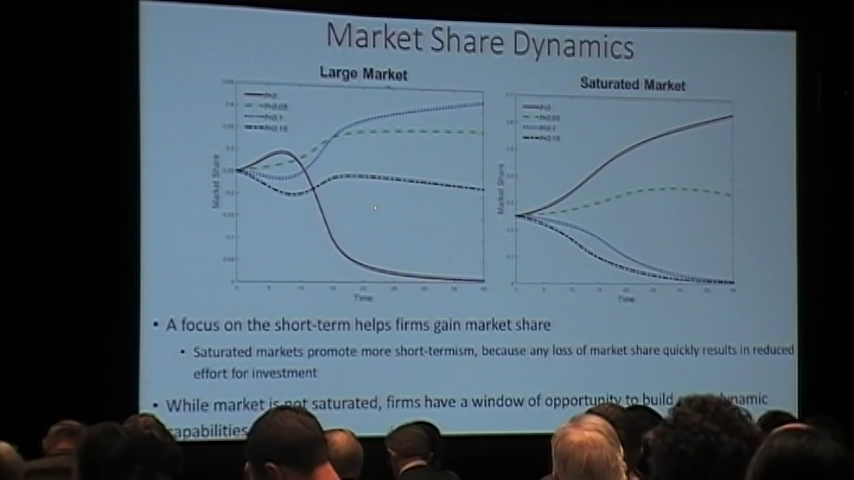 Market Share Dynamics
Large Market
Saturated Market
Market Share
Time
Market Share
Time
• A focus on the short-term helps firms gain market share
• Saturated markets promote more short-termism, because any loss of market share quickly results in reduced
effort for investment
• While market is not saturated, firms have a window of opportunity to build dynamic
capabilities